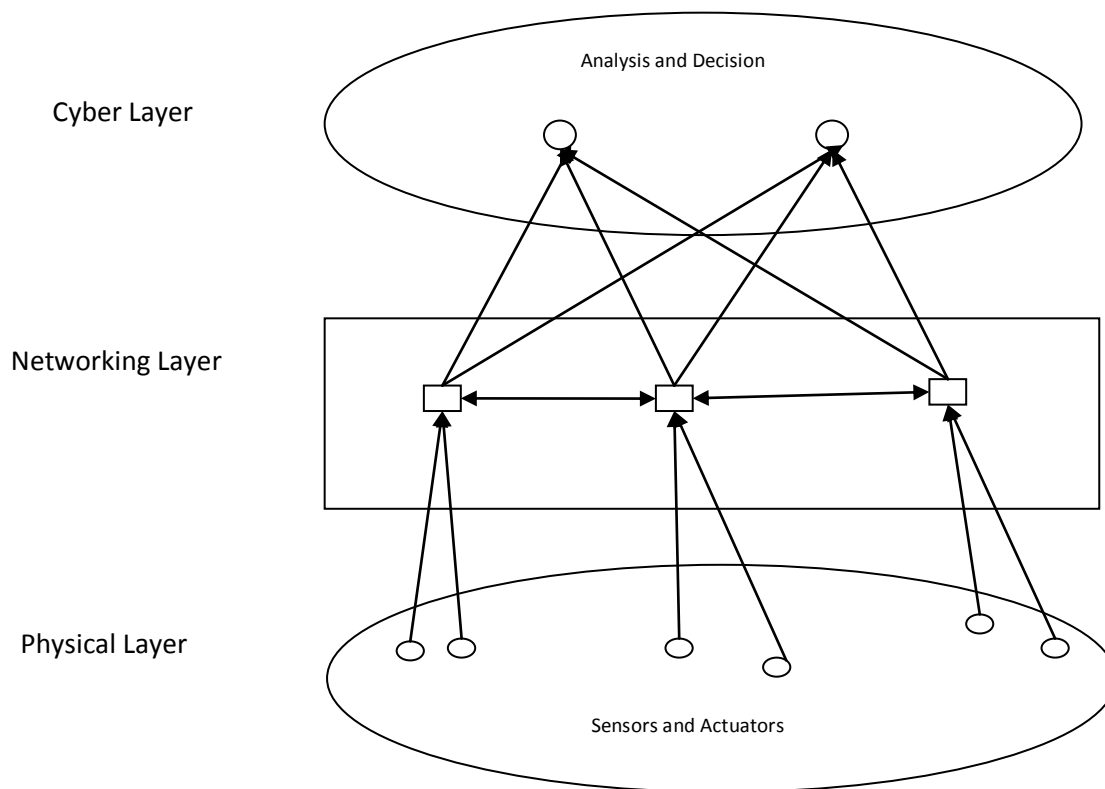 Analysis and Decision
Cyber Layer
Networking Layer
Physical Layer
Sensors and Actuators